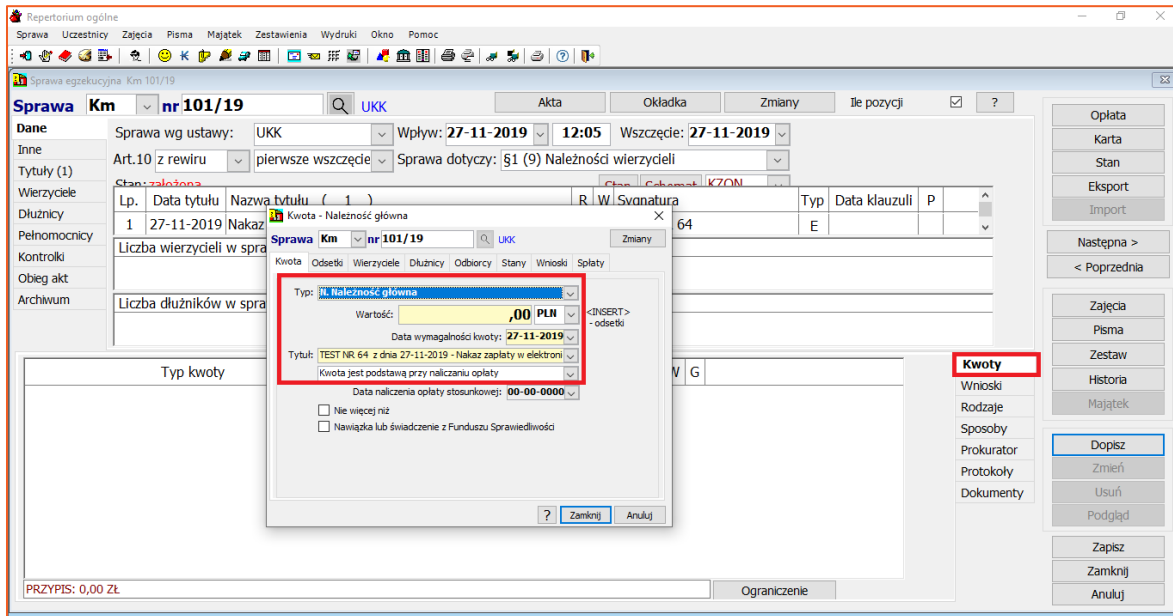 Repertorium ogólne
Sprawa Uczestnicy Zajęcia Pisma Majątek Zestawienia Wydruki Okno Pomoc
Sprawa egzekucyjna Km 101/19
Sprawa Km nr 101/19 UKK Akta Okładka Zmiany Ile pozycji ?
Dane
Inne
Tytuły (1)
Wierzyciele
Dłużnicy
Pełnomocnicy
Kontrolki
Obieg akt
Archiwum
Sprawa wg ustawy: UKK Wpływ: 27-11-2019 12:05 Wszczęcie: 27-11-2019
Art.10 z rewiru pierwsze wszczęcie Sprawa dotyczy: §1 (9) Należności wierzycieli
Stan: założona Stan Schemat KZON
Lp. Data tytułu Nazwa tytułu ( 1 ) R W Sygnatura Typ Data klauzuli P
1 27-11-2019 Nakaz 64 E
Liczba wierzycieli w spra
Liczba dłużników w spra
Typ kwoty W G
Kwota - Należność główna
Sprawa Km nr 101/19 UKK Zmiany
Kwota Odsetki Wierzyciele Dłużnicy Odbiorcy Stany Wnioski Spłaty
Typ: N. Należność główna
Wartość: ,00 PLN <INSERT>
- odsetki
Data wymagalności kwoty: 27-11-2019
Tytuł: TEST NR 64 z dnia 27-11-2019 - Nakaz zapłaty w elektroni
Kwota jest podstawą przy naliczaniu opłaty
Data naliczenia opłaty stosunkowej: 00-00-0000
Nie więcej niż
Nawiązka lub świadczenie z Funduszu Sprawiedliwości
? Zamknij Anuluj
Kwoty
Wnioski
Rodzaje
Sposoby
Prokurator
Protokoły
Dokumenty
PRZYPIS: 0,00 ZŁ Ograniczenie
Opłata
Karta
Stan
Eksport
Import
Następna >
< Poprzednia
Zajęcia
Pisma
Zestaw
Historia
Majątek
Dopisz
Zmień
Usuń
Podgląd
Zapisz
Zamknij
Anuluj